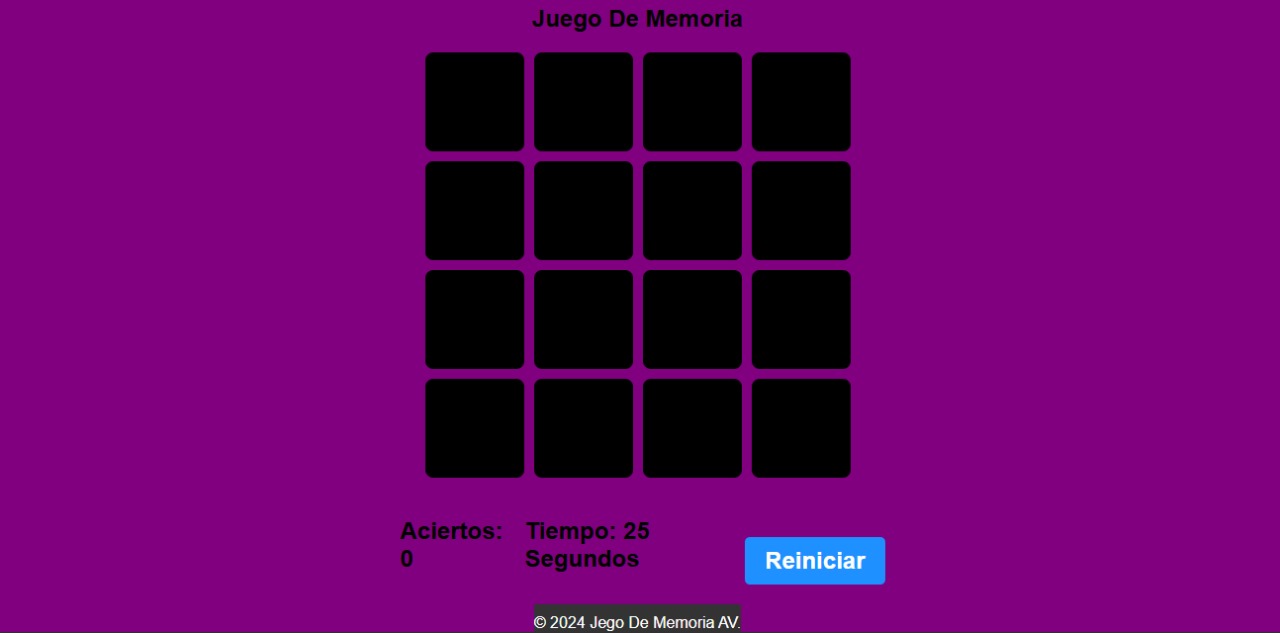 Juego De Memoria
Aciertos: 0
Tiempo: 25 Segundos
Reiniciar
© 2024 Jego De Memoria AV.